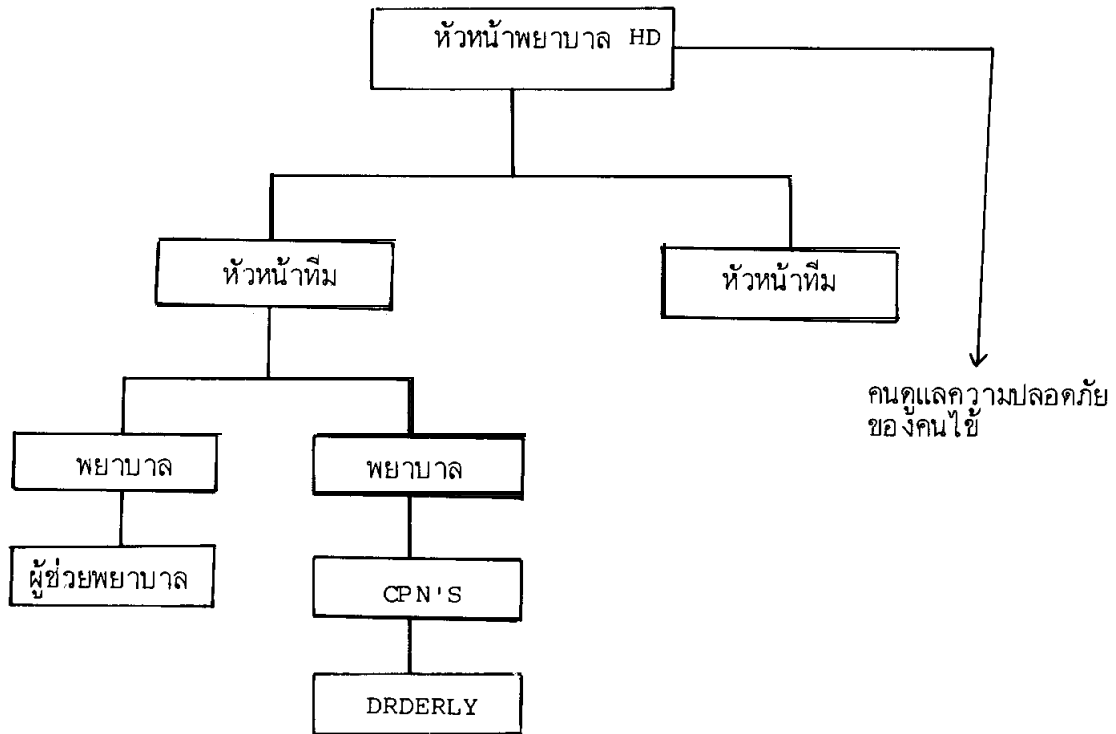 หัวหน้าพยาบาล HD
หัวหน้าทีม
หัวหน้าทีม
คนดูแลความปลอดภัย
ของคนไข้
พยาบาล
พยาบาล
ผู้ช่วยพยาบาล
CPN'S
DRDERLY